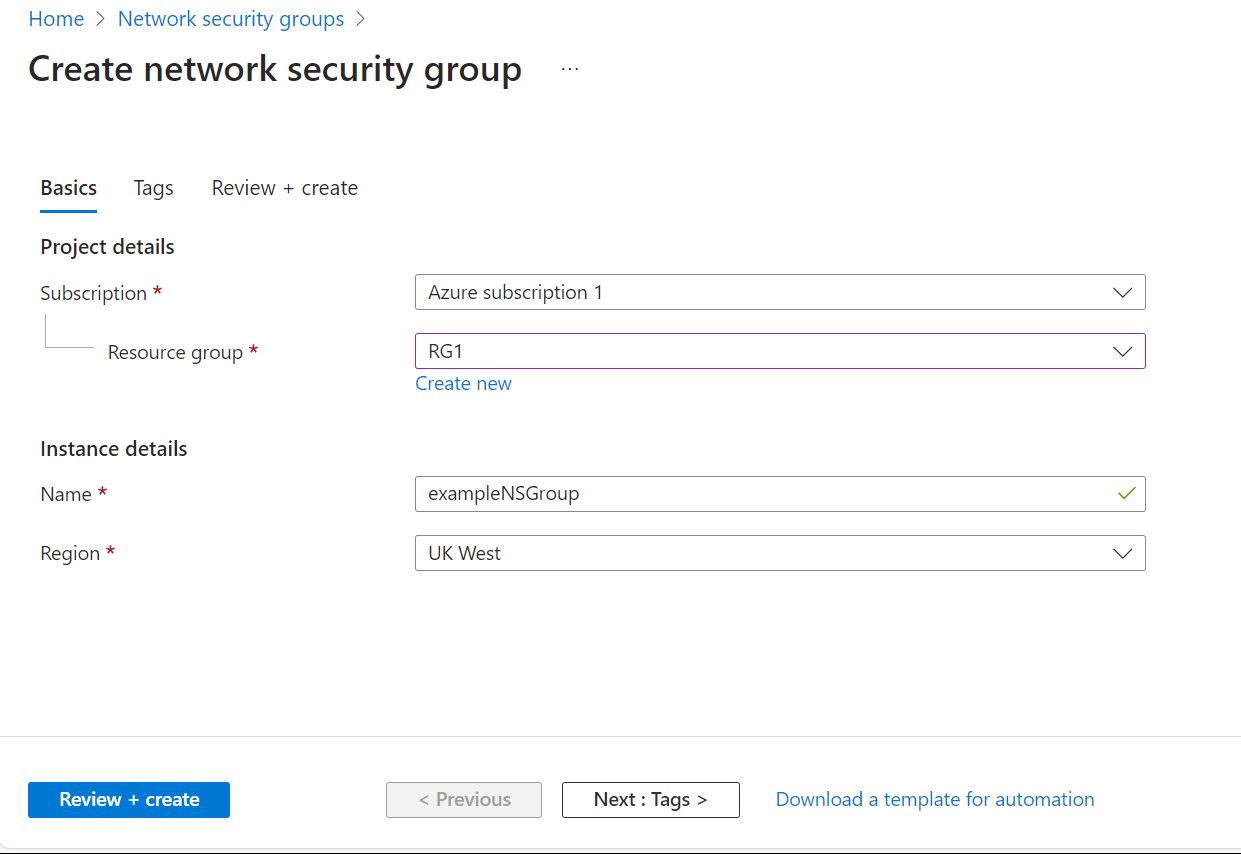 Home > Network security groups >
Create network security group ...
Basics Tags Review + create
Project details
Subscription * Azure subscription 1
Resource group * RG1
Create new
Instance details
Name * exampleNSGroup
Region * UK West
Review + create < Previous Next : Tags > Download a template for automation